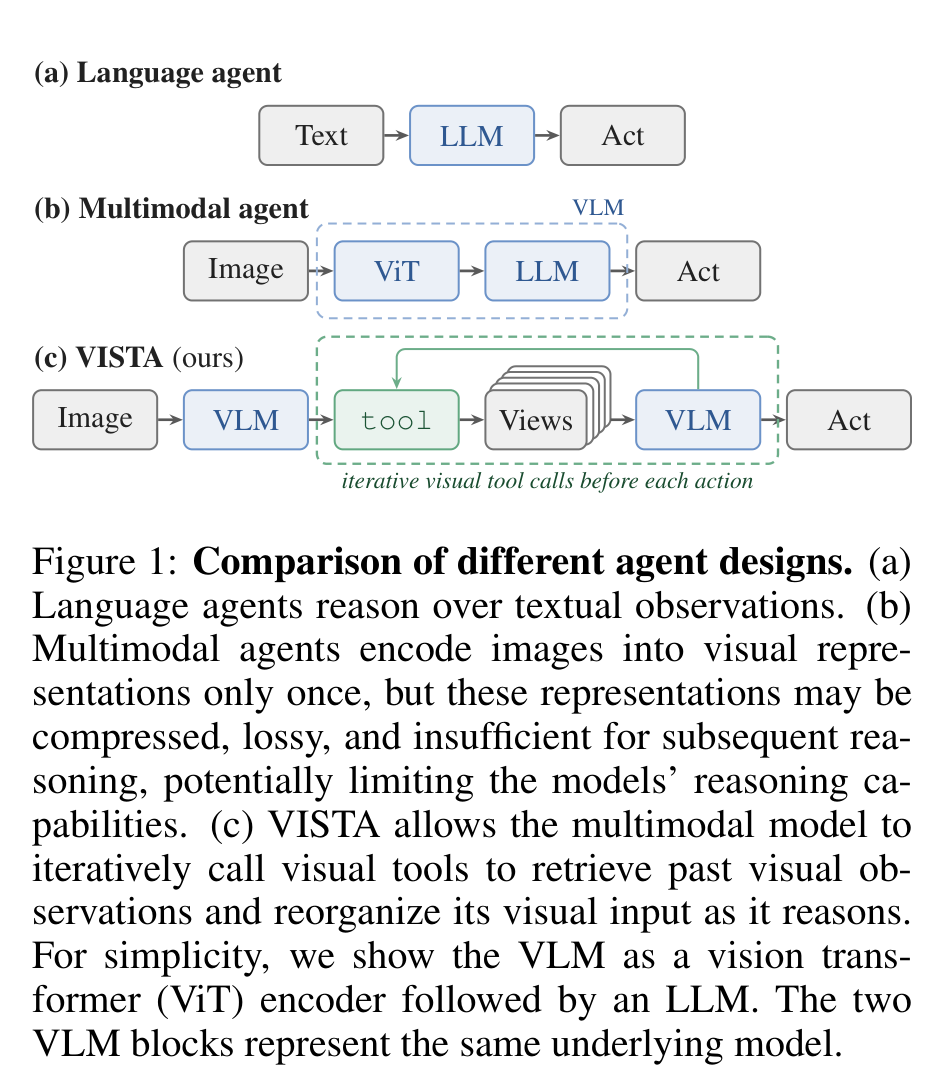 (a) Language agent
Text LLM Act
(b) Multimodal agent
VLM
Image ViT LLM Act
(c) VISTA (ours)
Image VLM tool Views VLM Act
iterative visual tool calls before each action
Figure 1: Comparison of different agent designs. (a)
Language agents reason over textual observations. (b)
Multimodal agents encode images into visual repre-
sentations only once, but these representations may be
compressed, lossy, and insufficient for subsequent rea-
soning, potentially limiting the models' reasoning ca-
pabilities. (c) VISTA allows the multimodal model to
iteratively call visual tools to retrieve past visual ob-
servations and reorganize its visual input as it reasons.
For simplicity, we show the VLM as a vision trans-
former (ViT) encoder followed by an LLM. The two
VLM blocks represent the same underlying model.